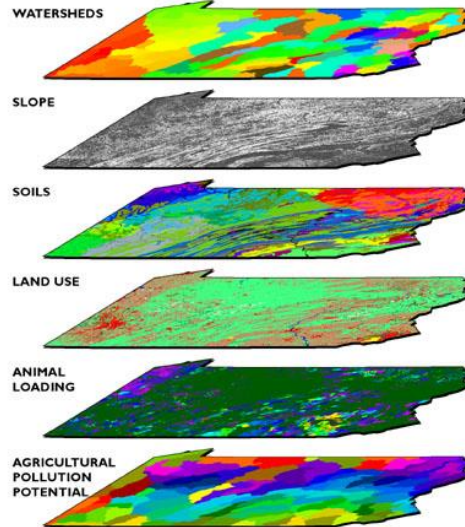 WATERSHEDS
SLOPE
SOILS
LAND USE
ANIMAL
LOADING
AGRICULTURAL
POLLUTION
POTENTIAL